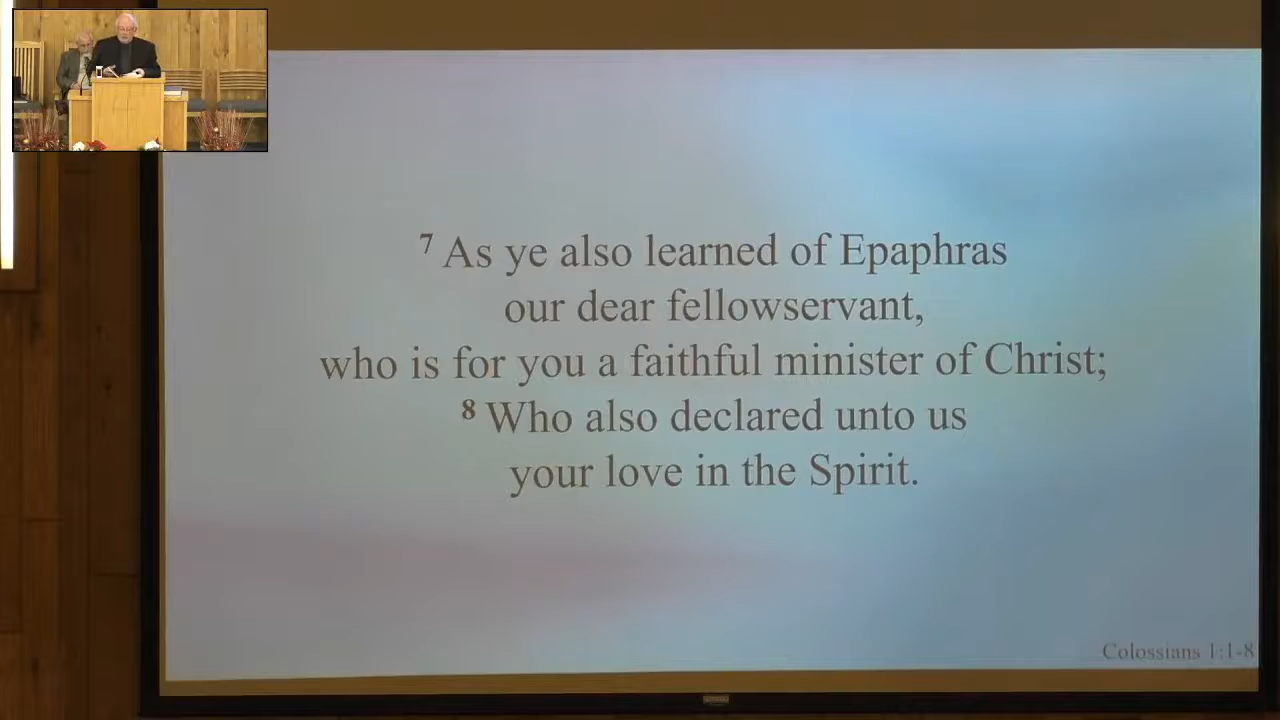 7 As ye also learned of Epaphras
our dear fellowservant,
who is for you a faithful minister of Christ;
8 Who also declared unto us
your love in the Spirit.
Colossians 1:1-8